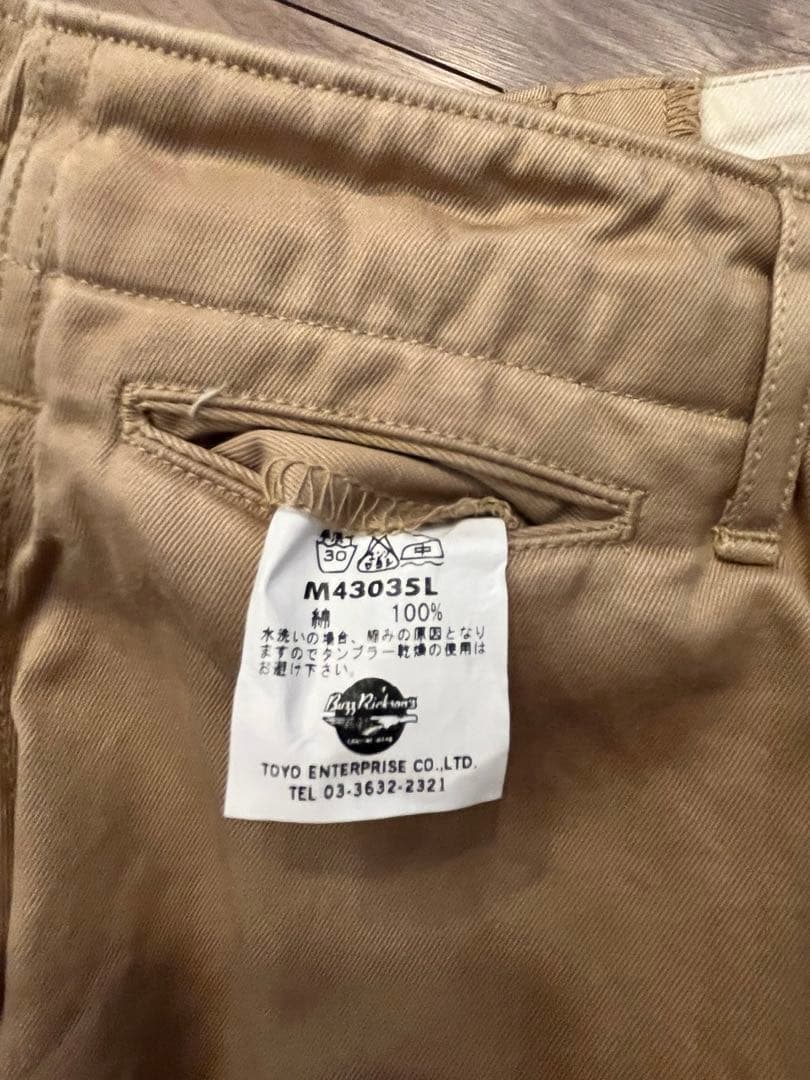 30
中
M43035L
綿 100%
水洗いの場合、縮みの原因となり
ますのでタンブラー乾燥の使用は
お避け下さい。
Buzz Rickson's
TOYO ENTERPRISE CO.,LTD.
TEL 03-3632-2321